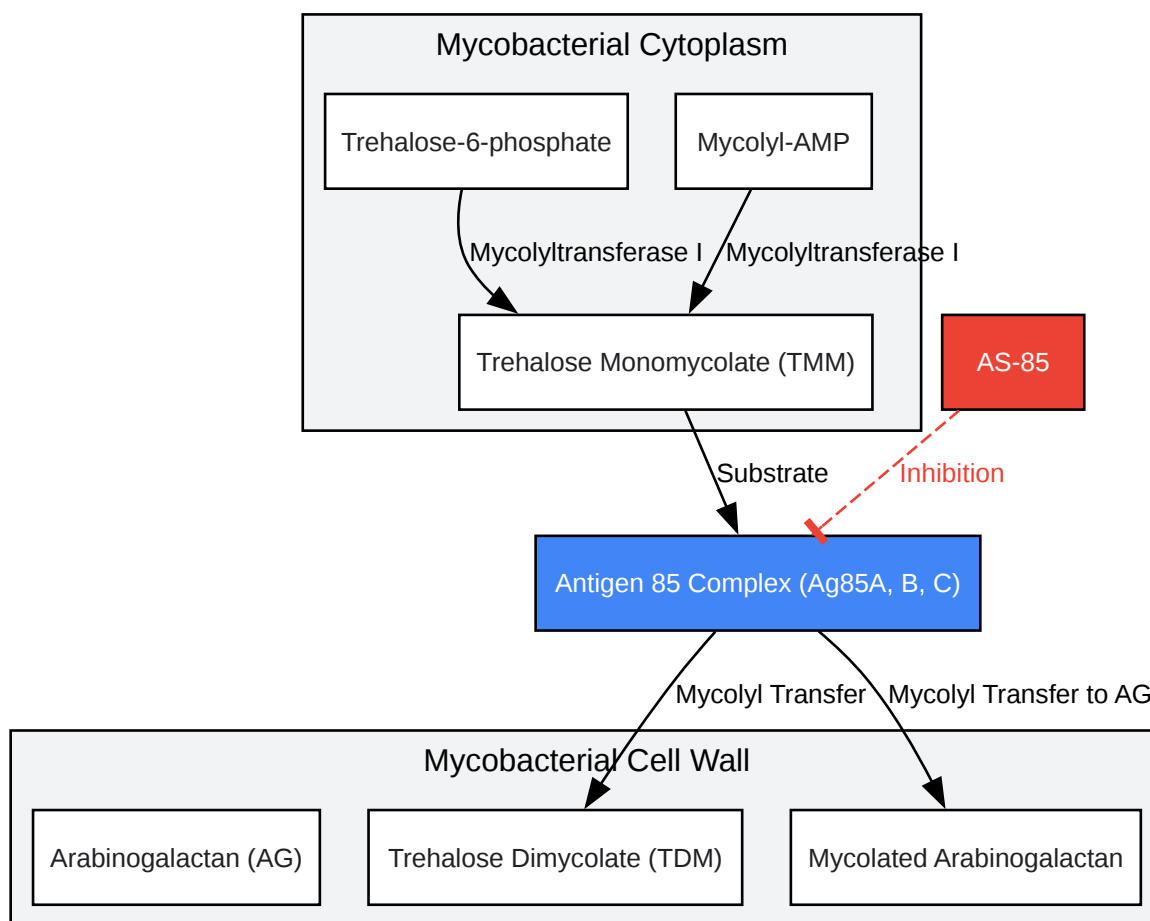 Mycobacterial Cytoplasm
Trehalose-6-phosphate
Mycolyl-AMP
Mycolyltransferase I
Mycolyltransferase I
Trehalose Monomycolate (TMM)
AS-85
Substrate
Inhibition
Antigen 85 Complex (Ag85A, B, C)
Mycolyl Transfer
Mycolyl Transfer to AG
Mycobacterial Cell Wall
Arabinogalactan (AG)
Trehalose Dimycolate (TDM)
Mycolated Arabinogalactan